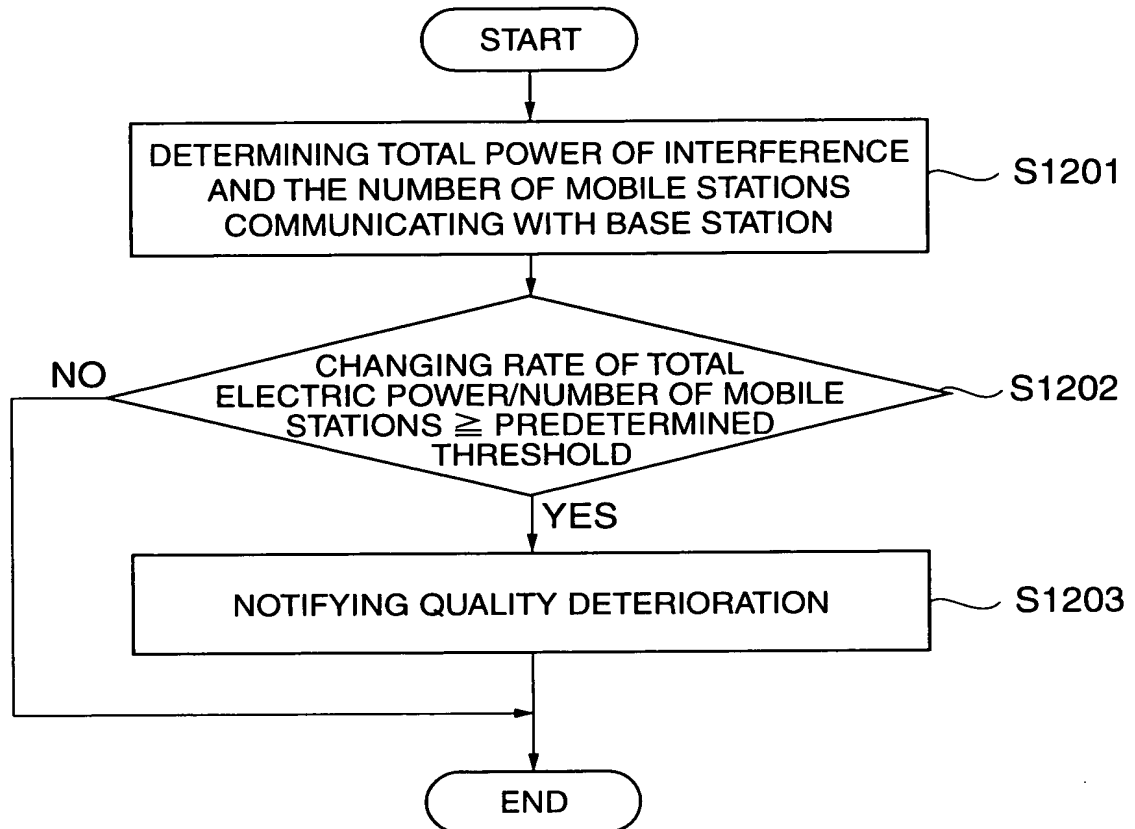 START
DETERMINING TOTAL POWER OF INTERFERENCE
AND THE NUMBER OF MOBILE STATIONS
COMMUNICATING WITH BASE STATION
S1201
NO
CHANGING RATE OF TOTAL
ELECTRIC POWER/NUMBER OF MOBILE
STATIONS ≧ PREDETERMINED
THRESHOLD
S1202
YES
NOTIFYING QUALITY DETERIORATION
S1203
END